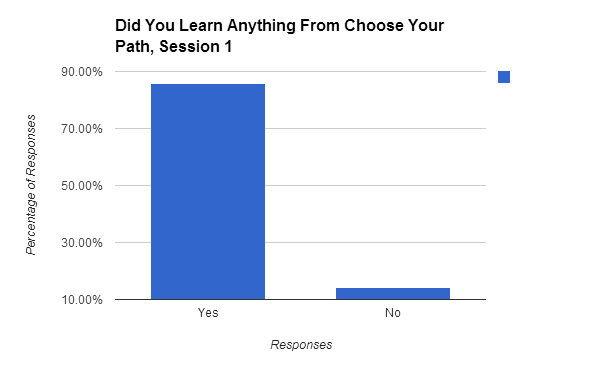 Did You Learn Anything From Choose Your
Path, Session 1
90.00%
70.00%
50.00%
30.00%
10.00%
Percentage of Responses
Yes
No
Responses